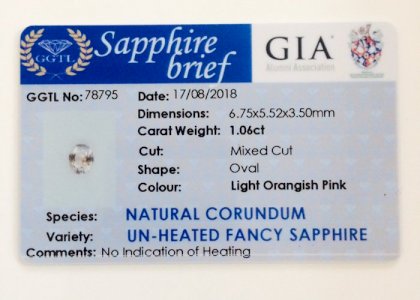 GGTL
Sapphire
brief
GIA
Alumni Association
GGTL No: 78795
Date: 17/08/2018
Dimensions: 6.75x5.52x3.50mm
Carat Weight: 1.06ct
Cut: Mixed Cut
Shape: Oval
Colour: Light Orangish Pink
Species: NATURAL CORUNDUM
Variety: UN-HEATED FANCY SAPPHIRE
Comments: No Indication of Heating